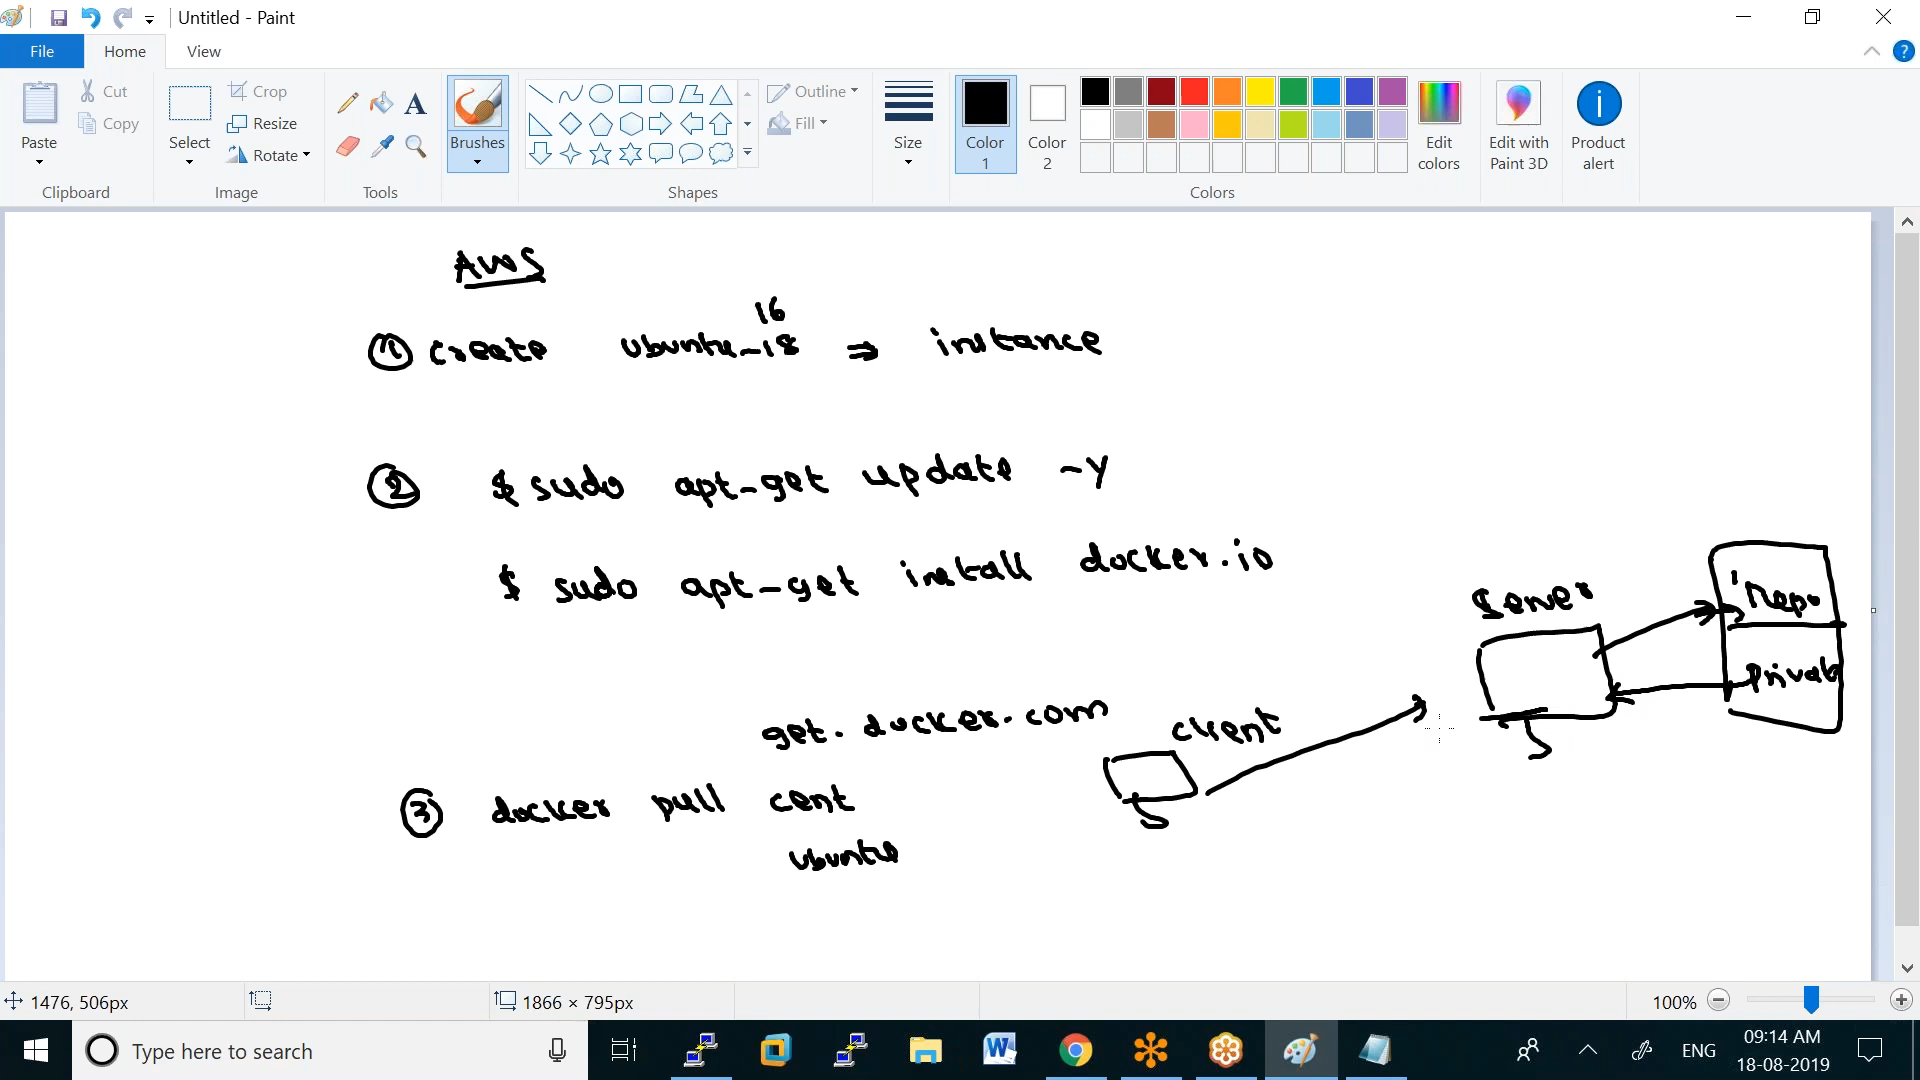 Untitled - Paint
File Home View
Paste
Cut
Copy
Clipboard
Select
Crop
Resize
Rotate
Image
Tools
Brushes
Shapes
Outline
Fill
Size
Color 1
Color 2
Colors
Edit colors
Edit with Paint 3D
Product alert
AWS
16
① create ubuntu-18 ⇒ instance
② $ sudo apt-get update -y
$ sudo apt-get install docker.io
Server
Repo
Private
get.docker.com
client
③ docker pull cent
ubuntu
1476, 506px
1866 × 795px
100%
Type here to search
ENG
09:14 AM
18-08-2019